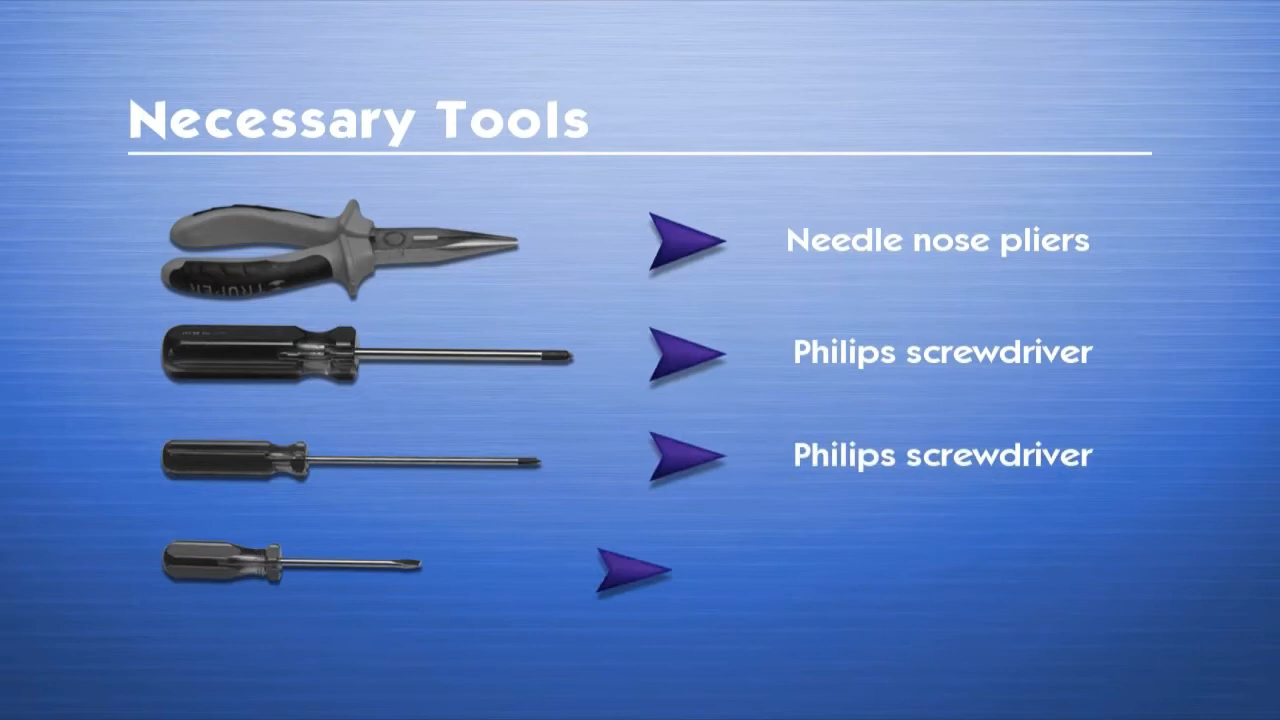 Necessary Tools
Needle nose pliers
Philips screwdriver
Philips screwdriver